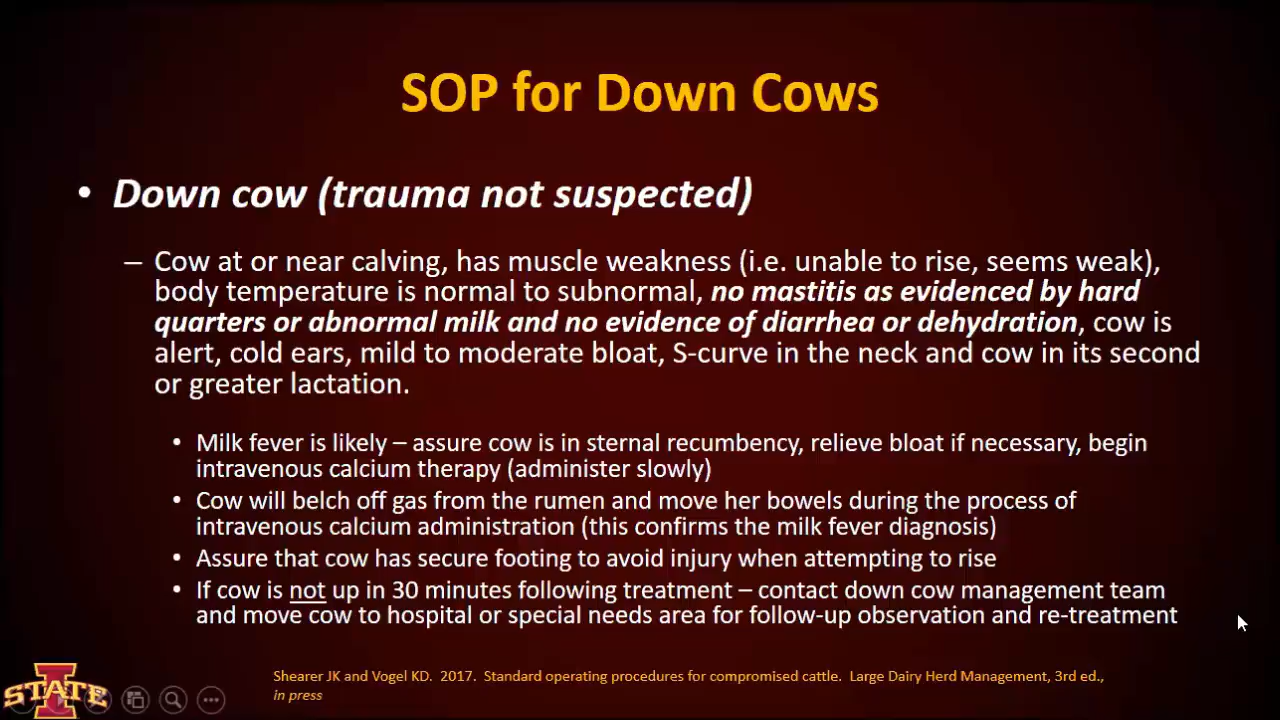 SOP for Down Cows
• Down cow (trauma not suspected)
– Cow at or near calving, has muscle weakness (i.e. unable to rise, seems weak),
body temperature is normal to subnormal, no mastitis as evidenced by hard
quarters or abnormal milk and no evidence of diarrhea or dehydration, cow is
alert, cold ears, mild to moderate bloat, S-curve in the neck and cow in its second
or greater lactation.
• Milk fever is likely – assure cow is in sternal recumbency, relieve bloat if necessary, begin
intravenous calcium therapy (administer slowly)
• Cow will belch off gas from the rumen and move her bowels during the process of
intravenous calcium administration (this confirms the milk fever diagnosis)
• Assure that cow has secure footing to avoid injury when attempting to rise
• If cow is not up in 30 minutes following treatment – contact down cow management team
and move cow to hospital or special needs area for follow-up observation and re-treatment
Shearer JK and Vogel KD. 2017. Standard operating procedures for compromised cattle. Large Dairy Herd Management, 3rd ed.,
in press
STATE